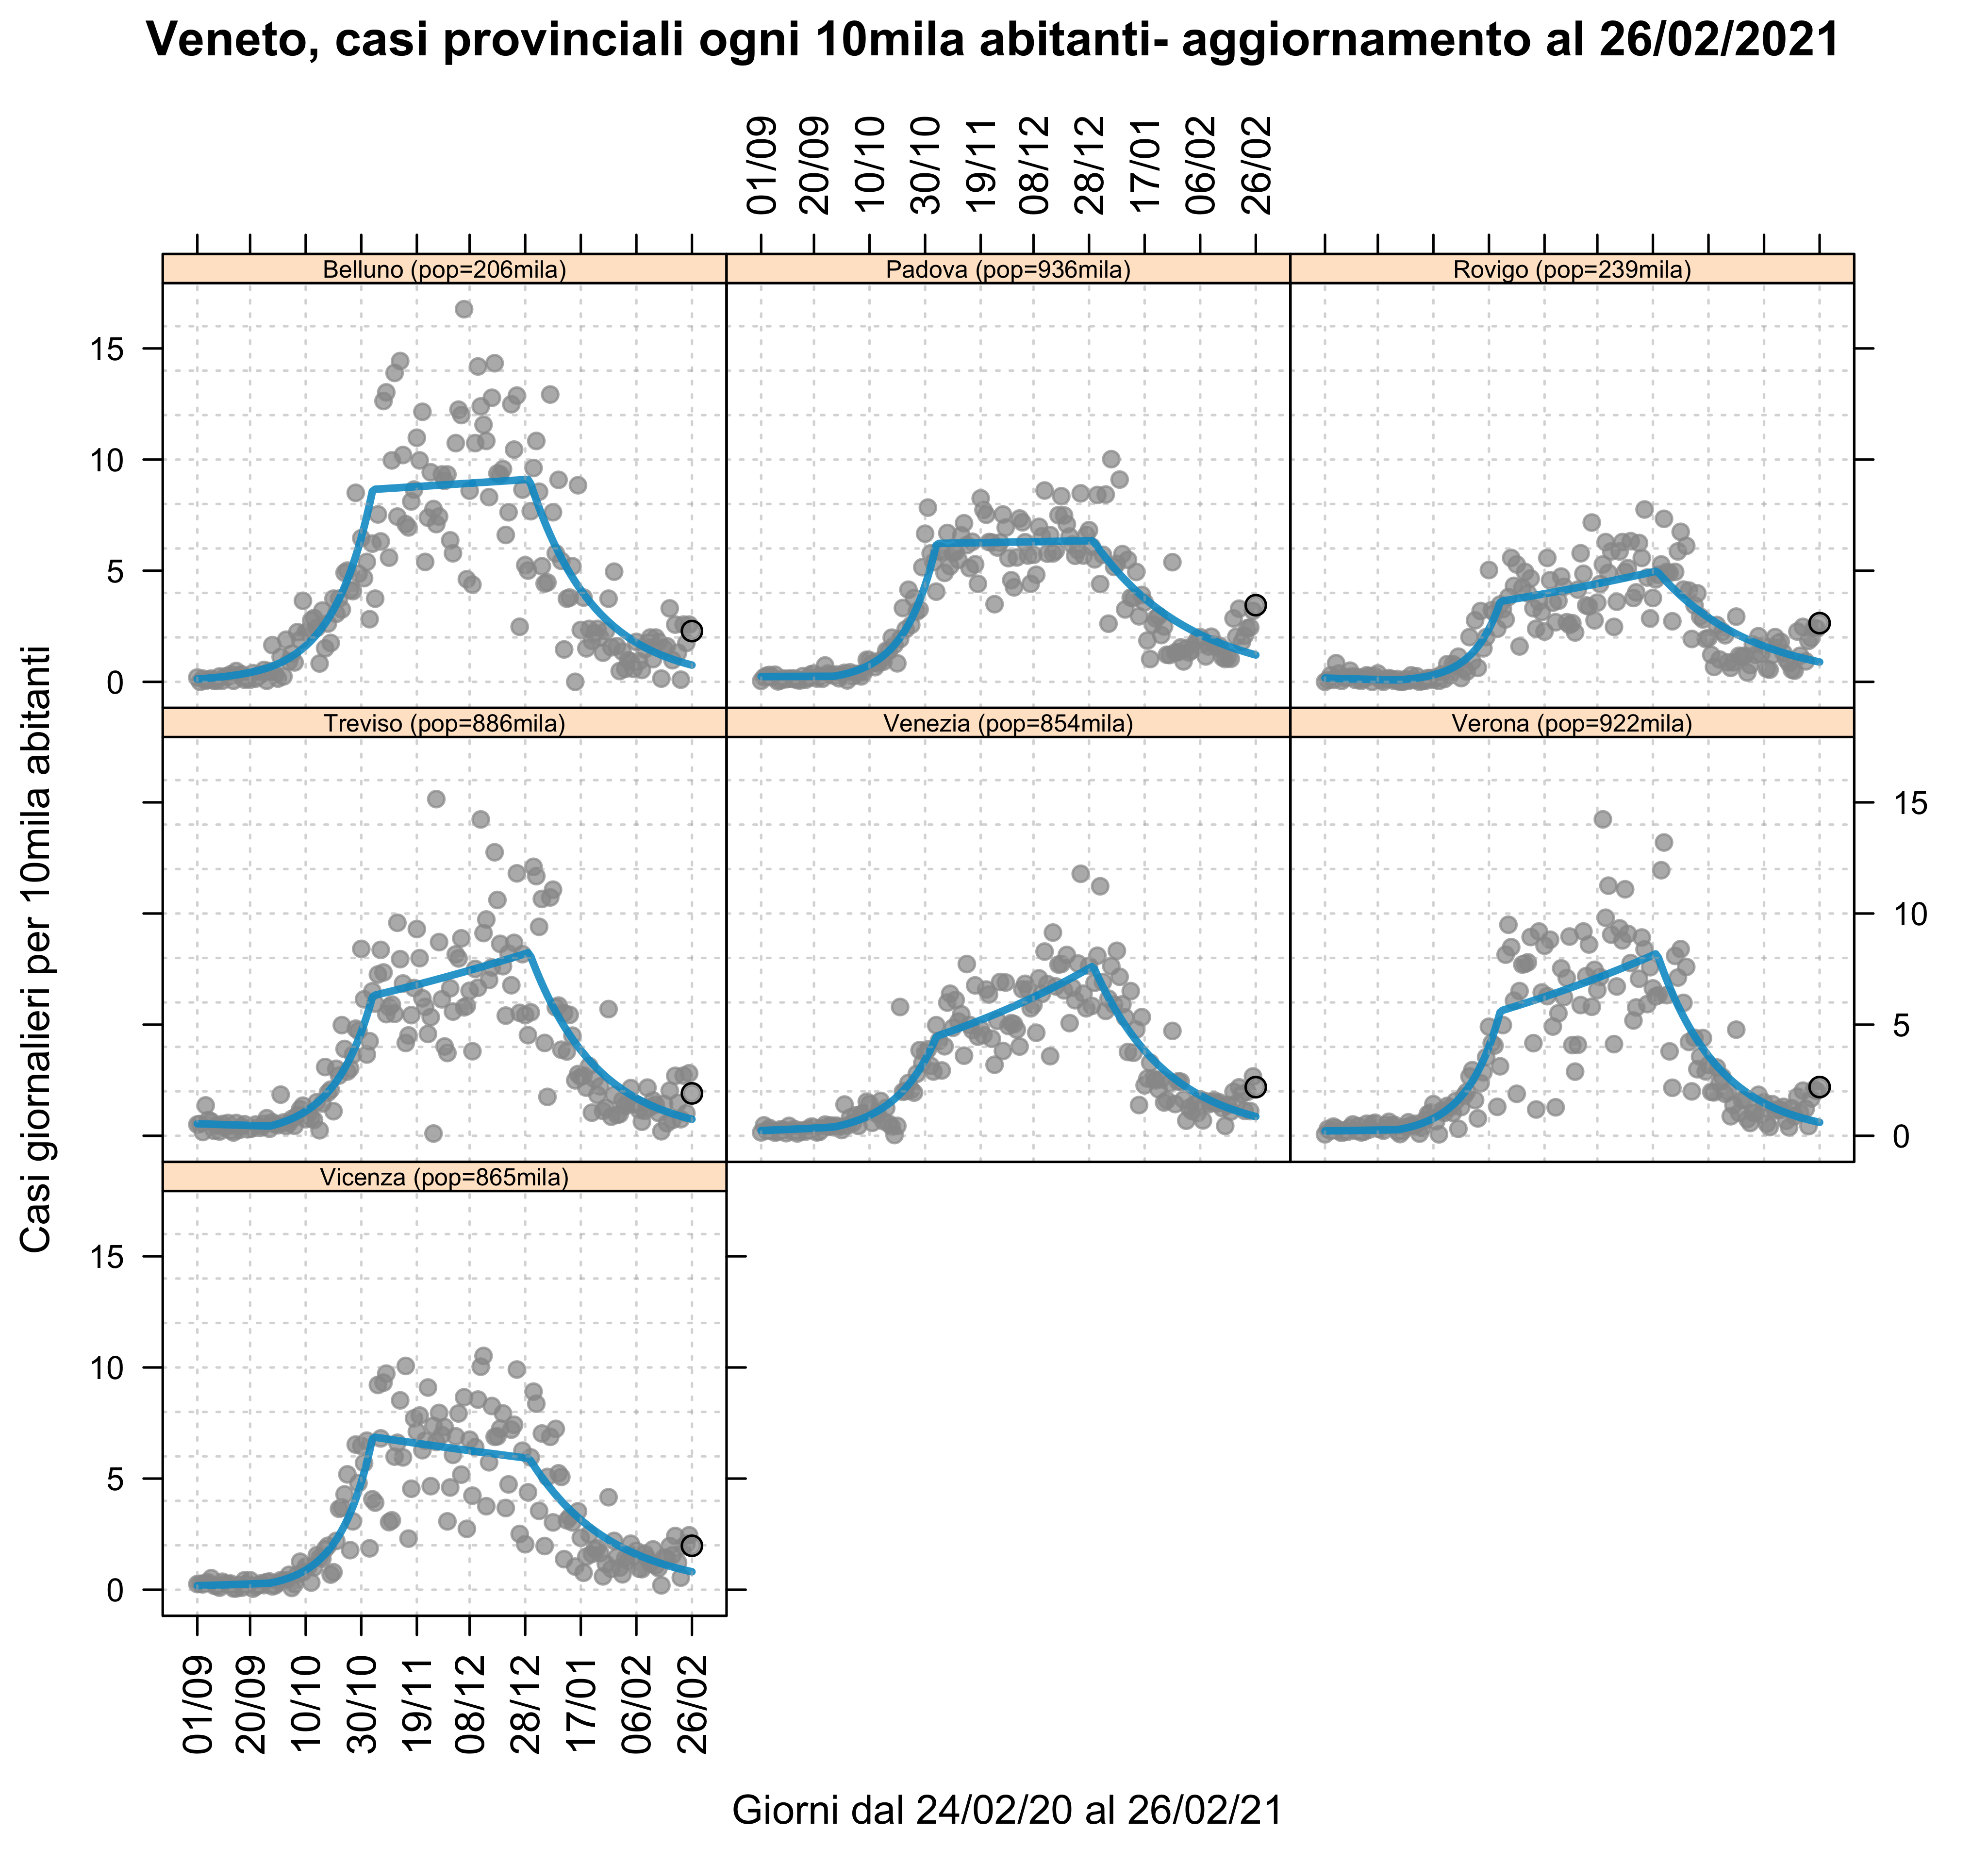 Veneto, casi provinciali ogni 10mila abitanti- aggiornamento al 26/02/2021
01/09 20/09 10/10 30/10 19/11 08/12 28/12 17/01 06/02 26/02
Belluno (pop=206mila) Padova (pop=936mila) Rovigo (pop=239mila)
15
10
5
0
Treviso (pop=886mila) Venezia (pop=854mila) Verona (pop=922mila)
15
10
5
0
Casi giornalieri per 10mila abitanti
Vicenza (pop=865mila)
15
10
5
0
01/09 20/09 10/10 30/10 19/11 08/12 28/12 17/01 06/02 26/02
Giorni dal 24/02/20 al 26/02/21